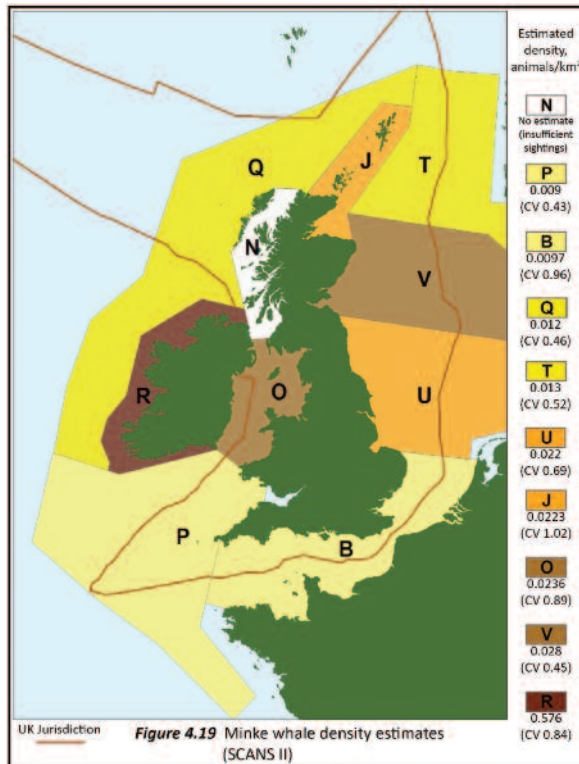 Estimated
density,
animals/km²
N
No estimate
(insufficient
sightings)
P
0.009
(CV 0.43)
B
0.0097
(CV 0.96)
Q
0.012
(CV 0.46)
T
0.013
(CV 0.52)
U
0.022
(CV 0.69)
J
0.0223
(CV 1.02)
O
0.0236
(CV 0.89)
V
0.028
(CV 0.45)
R
0.576
(CV 0.84)
Q
J
T
N
V
R
O
U
P
B
UK Jurisdiction
Figure 4.19 Minke whale density estimates
(SCANS II)